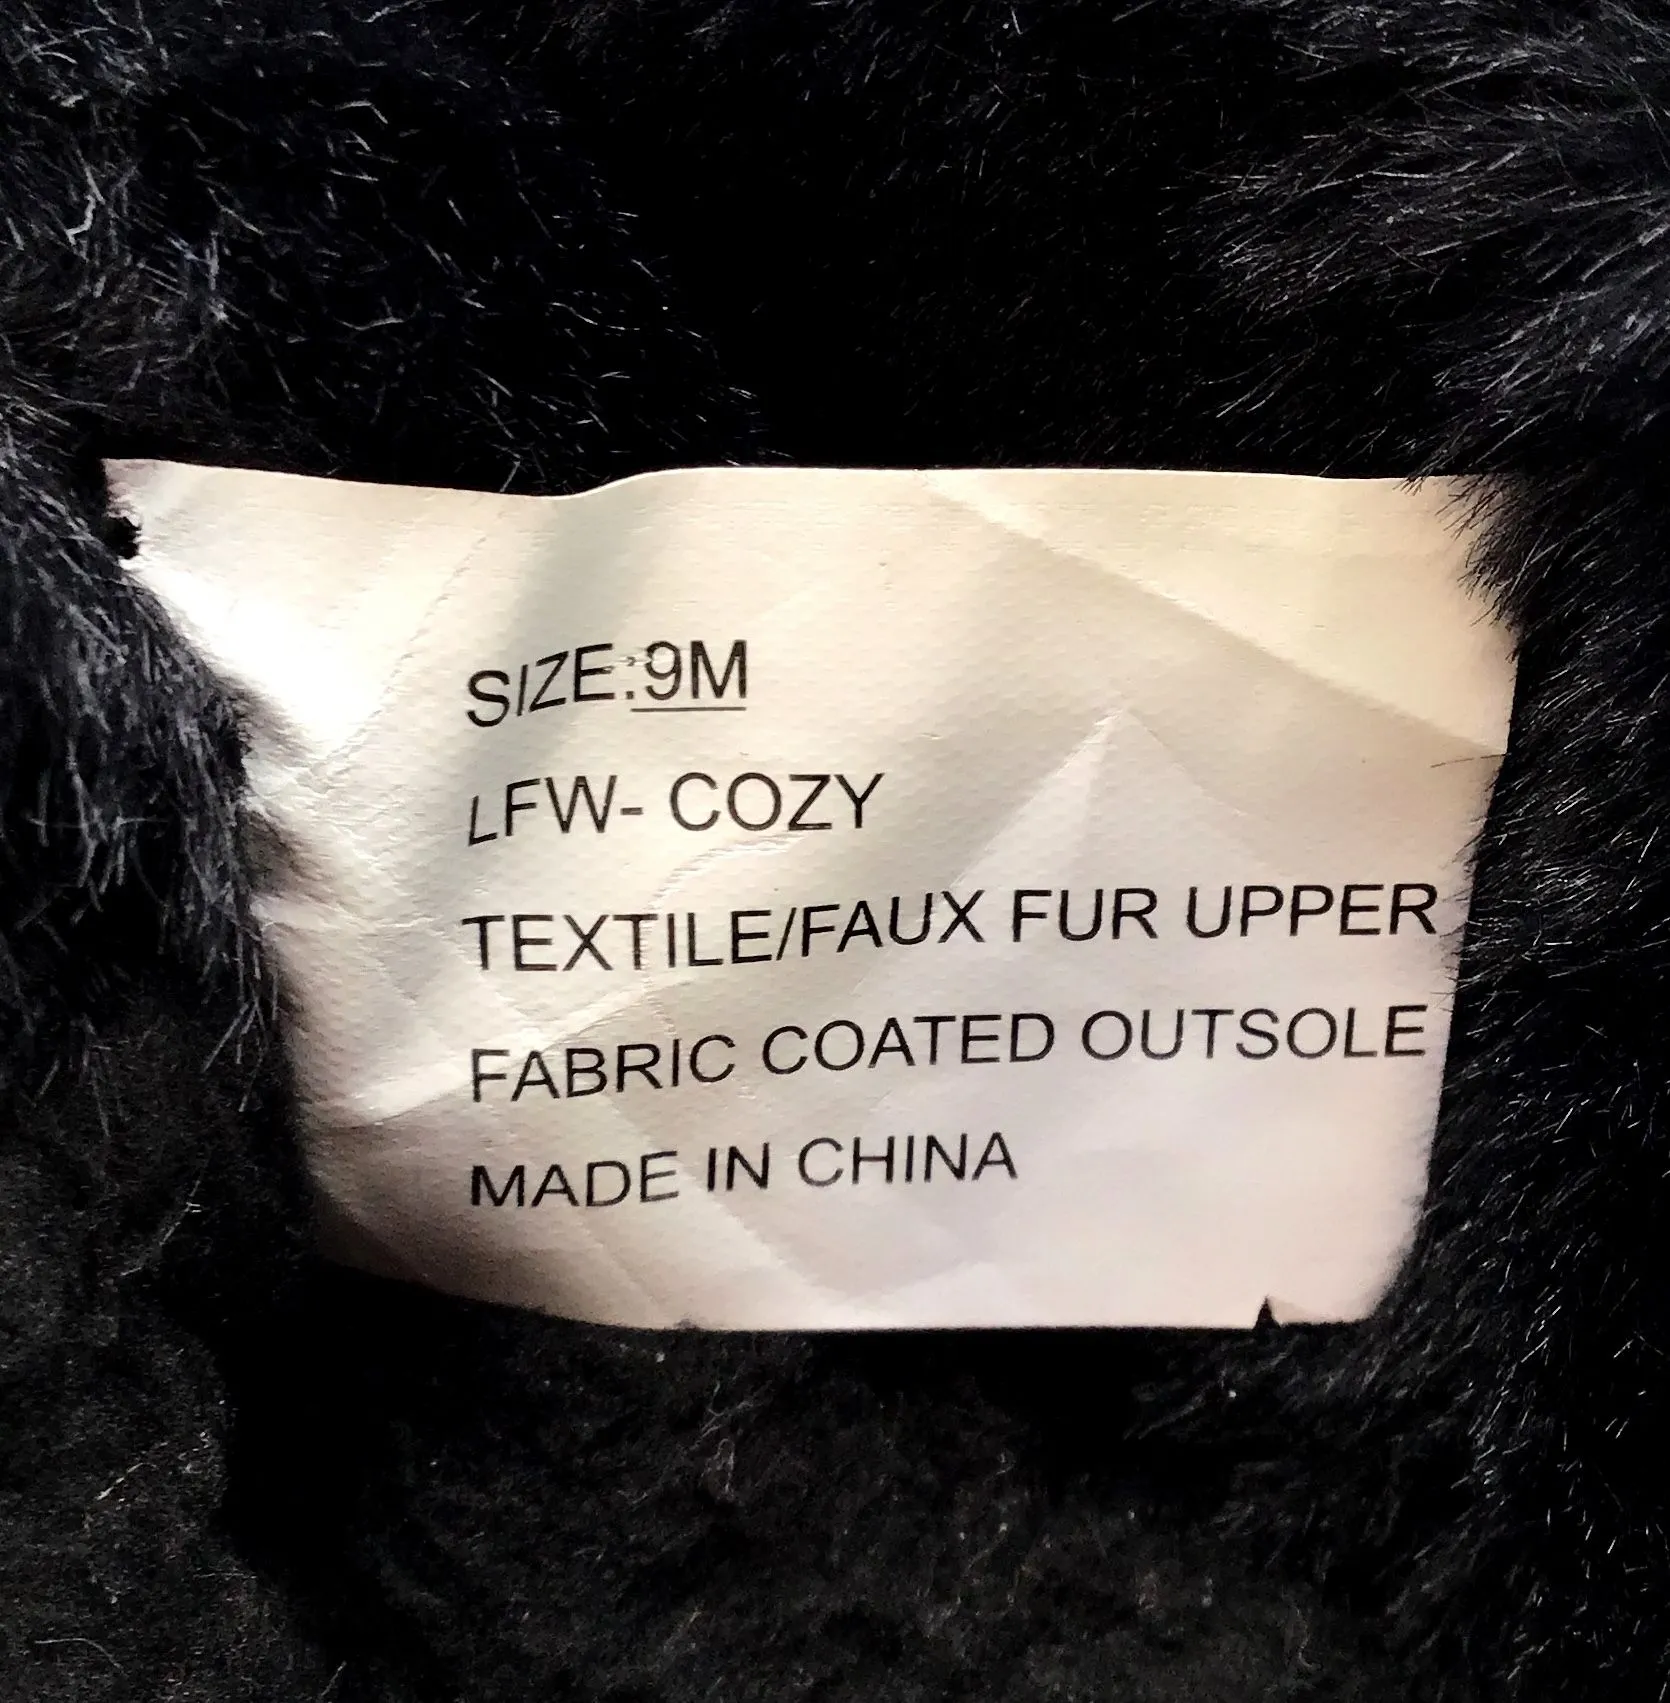 SIZE:9M
LFW- COZY
TEXTILE/FAUX FUR UPPER
FABRIC COATED OUTSOLE
MADE IN CHINA